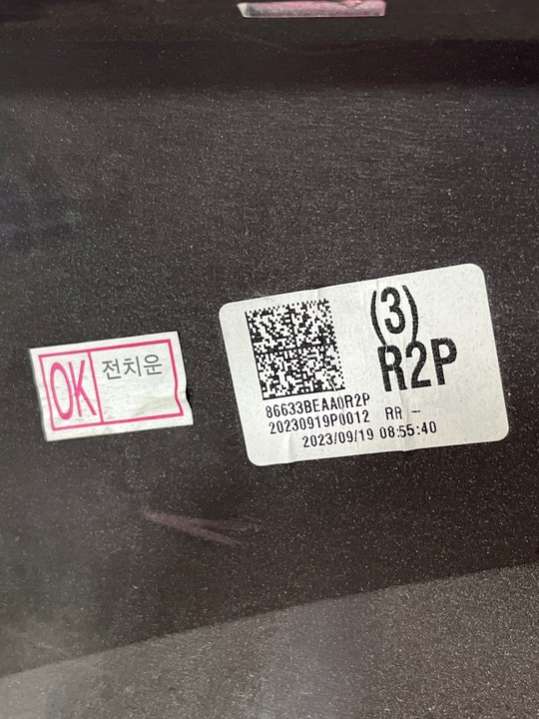 OK 전치운
(3)
R2P
86633BEAA0R2P
20230919P0012 RR -
2023/09/19 08:55:40